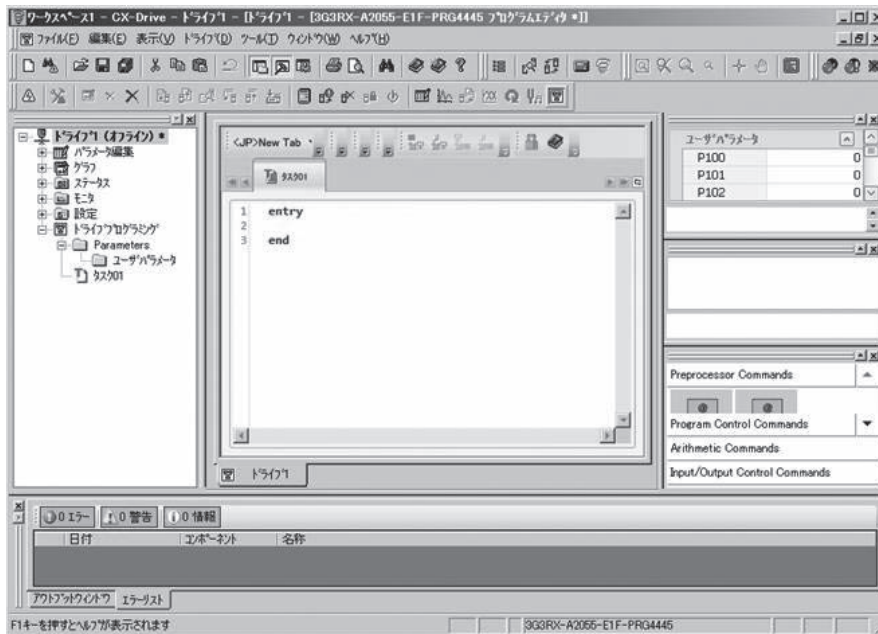 ワークスペース1 - CX-Drive - ドライブ1 - [ドライブ1 - [3G3RX-A2055-E1F-PRG4445 プログラムエディタ *]]
ファイル(F) 編集(E) 表示(V) ドライブ(D) ツール(T) ウィンドウ(W) ヘルプ(H)
ドライブ1 (オフライン) *
パラメータ編集
グラフ
ステータス
モニタ
設定
ドライブプログラミング
Parameters
ユーザパラメータ
タスク01
<JP>New Tab
タスク01
1 entry
2
3 end
ドライブ1
ユーザパラメータ
P100 0
P101 0
P102 0
Preprocessor Commands
Program Control Commands
Arithmetic Commands
Input/Output Control Commands
0 エラー 0 警告 0 情報
日付 コンポーネント 名称
アウトプットウィンドウ エラーリスト
F1キーを押すとヘルプが表示されます 3G3RX-A2055-E1F-PRG4445